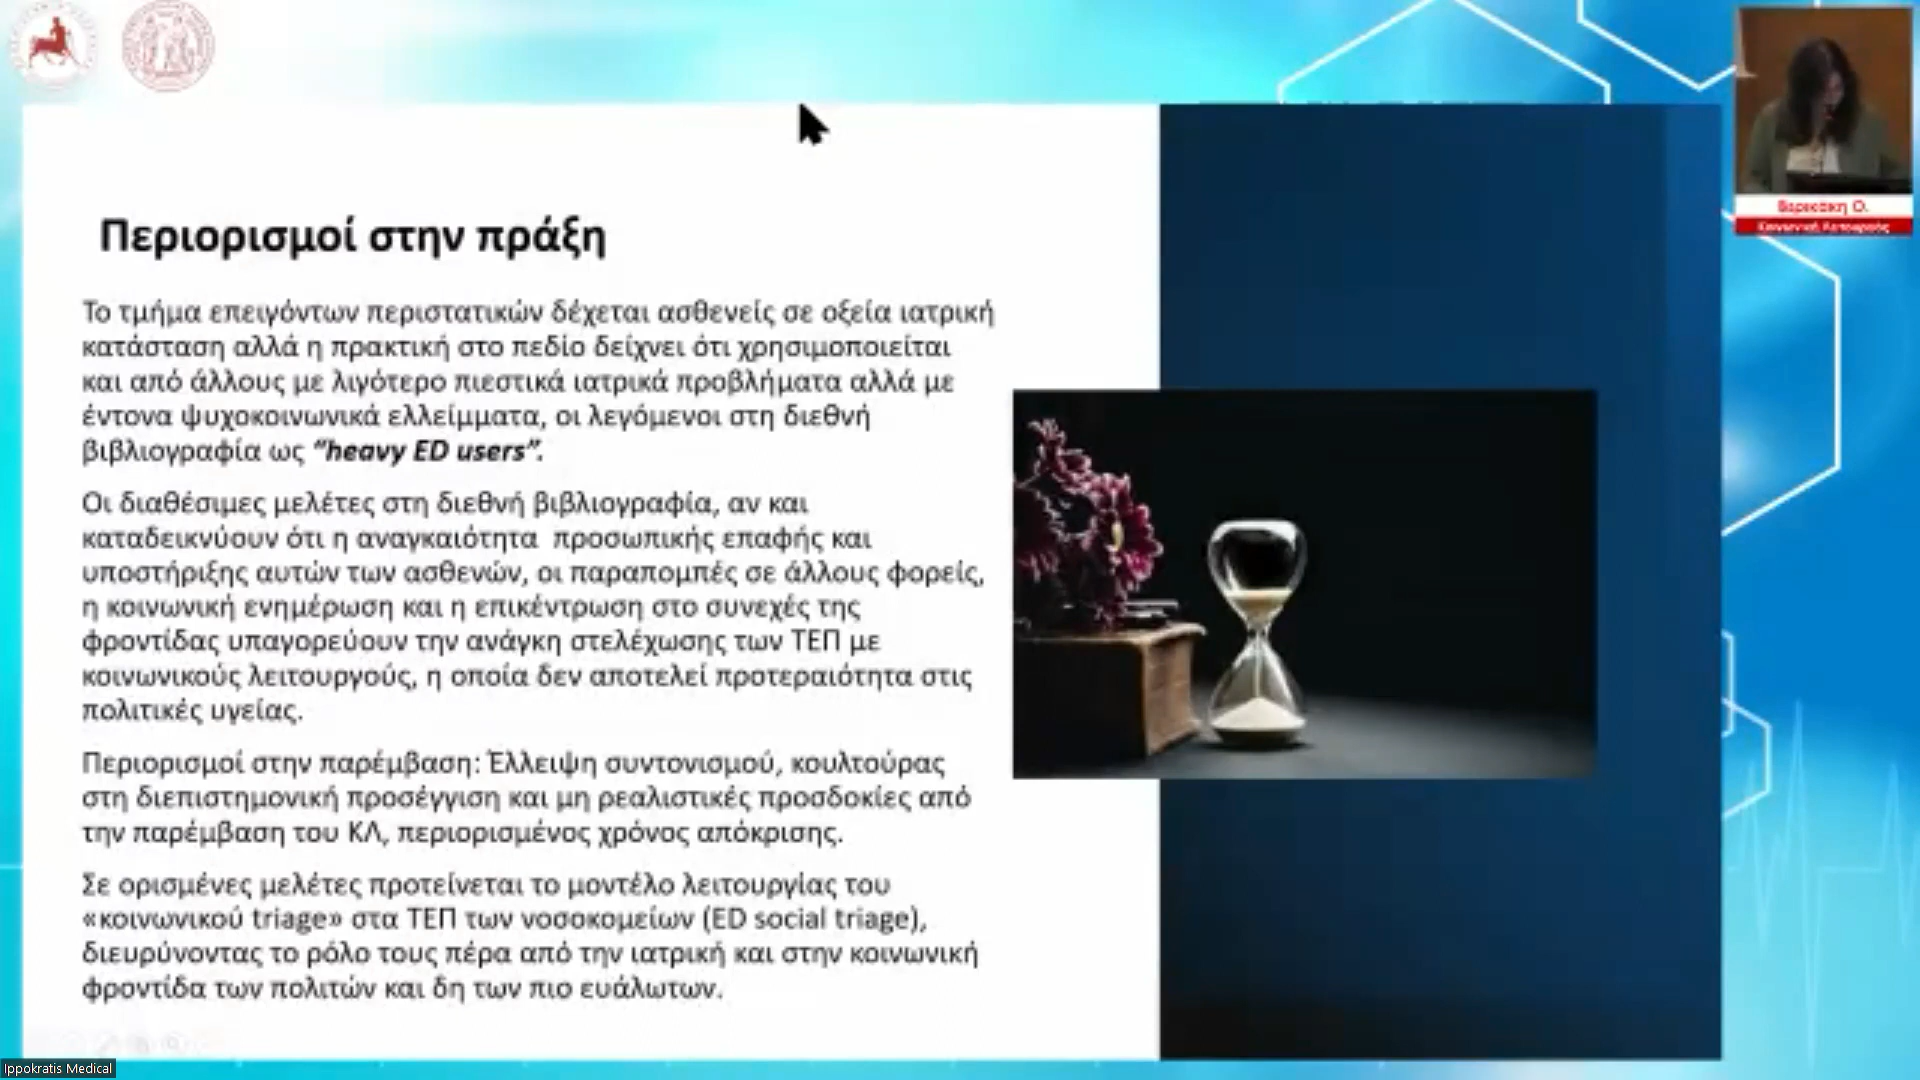 Περιορισμοί στην πράξη
Το τμήμα επειγόντων περιστατικών δέχεται ασθενείς σε οξεία ιατρική
κατάσταση αλλά η πρακτική στο πεδίο δείχνει ότι χρησιμοποιείται
και από άλλους με λιγότερο πιεστικά ιατρικά προβλήματα αλλά με
έντονα ψυχοκοινωνικά ελλείμματα, οι λεγόμενοι στη διεθνή
βιβλιογραφία ως “heavy ED users”.
Οι διαθέσιμες μελέτες στη διεθνή βιβλιογραφία, αν και
καταδεικνύουν ότι η αναγκαιότητα προσωπικής επαφής και
υποστήριξης αυτών των ασθενών, οι παραπομπές σε άλλους φορείς,
η κοινωνική ενημέρωση και η επικέντρωση στο συνεχές της
φροντίδας υπαγορεύουν την ανάγκη στελέχωσης των ΤΕΠ με
κοινωνικούς λειτουργούς, η οποία δεν αποτελεί προτεραιότητα στις
πολιτικές υγείας.
Περιορισμοί στην παρέμβαση: Έλλειψη συντονισμού, κουλτούρας
στη διεπιστημονική προσέγγιση και μη ρεαλιστικές προσδοκίες από
την παρέμβαση του ΚΛ, περιορισμένος χρόνος απόκρισης.
Σε ορισμένες μελέτες προτείνεται το μοντέλο λειτουργίας του
«κοινωνικού triage» στα ΤΕΠ των νοσοκομείων (ED social triage),
διευρύνοντας το ρόλο τους πέρα από την ιατρική και στην κοινωνική
φροντίδα των πολιτών και δη των πιο ευάλωτων.
Κοινωνική Λειτουργός
Ippokratis Medical